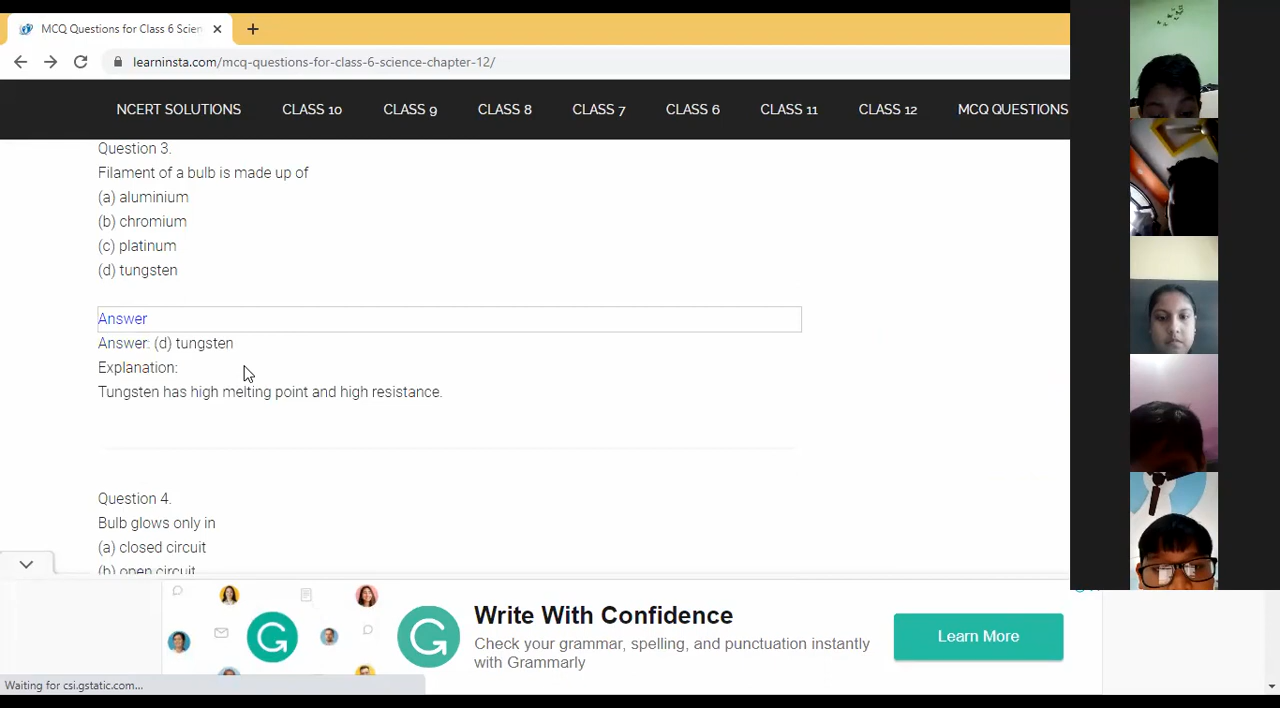 MCQ Questions for Class 6 Scien
learninsta.com/mcq-questions-for-class-6-science-chapter-12/
NCERT SOLUTIONS CLASS 10 CLASS 9 CLASS 8 CLASS 7 CLASS 6 CLASS 11 CLASS 12 MCQ QUESTIONS
Question 3.
Filament of a bulb is made up of
(a) aluminium
(b) chromium
(c) platinum
(d) tungsten
Answer
Answer: (d) tungsten
Explanation:
Tungsten has high melting point and high resistance.
Question 4.
Bulb glows only in
(a) closed circuit
(b) open circuit
Write With Confidence
Check your grammar, spelling, and punctuation instantly
with Grammarly
Learn More
Waiting for csi.gstatic.com...